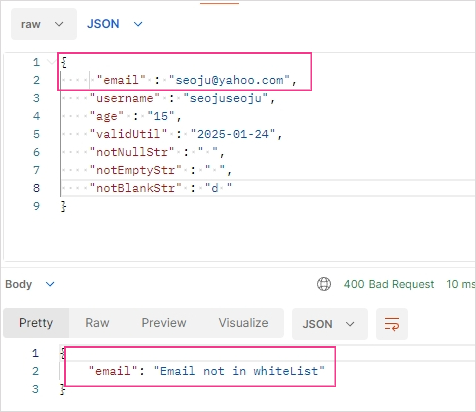 raw JSON
1 {
2 "email" : "seoju@yahoo.com",
3 "username" : "seojuseoju",
4 "age" : "15",
5 "validUtil" : "2025-01-24",
6 "notNullStr" : " ",
7 "notEmptyStr" : " ",
8 "notBlankStr" : "d "
9 }
Body 400 Bad Request 10 ms
Pretty Raw Preview Visualize JSON
1 {
2 "email": "Email not in whiteList"
3 }